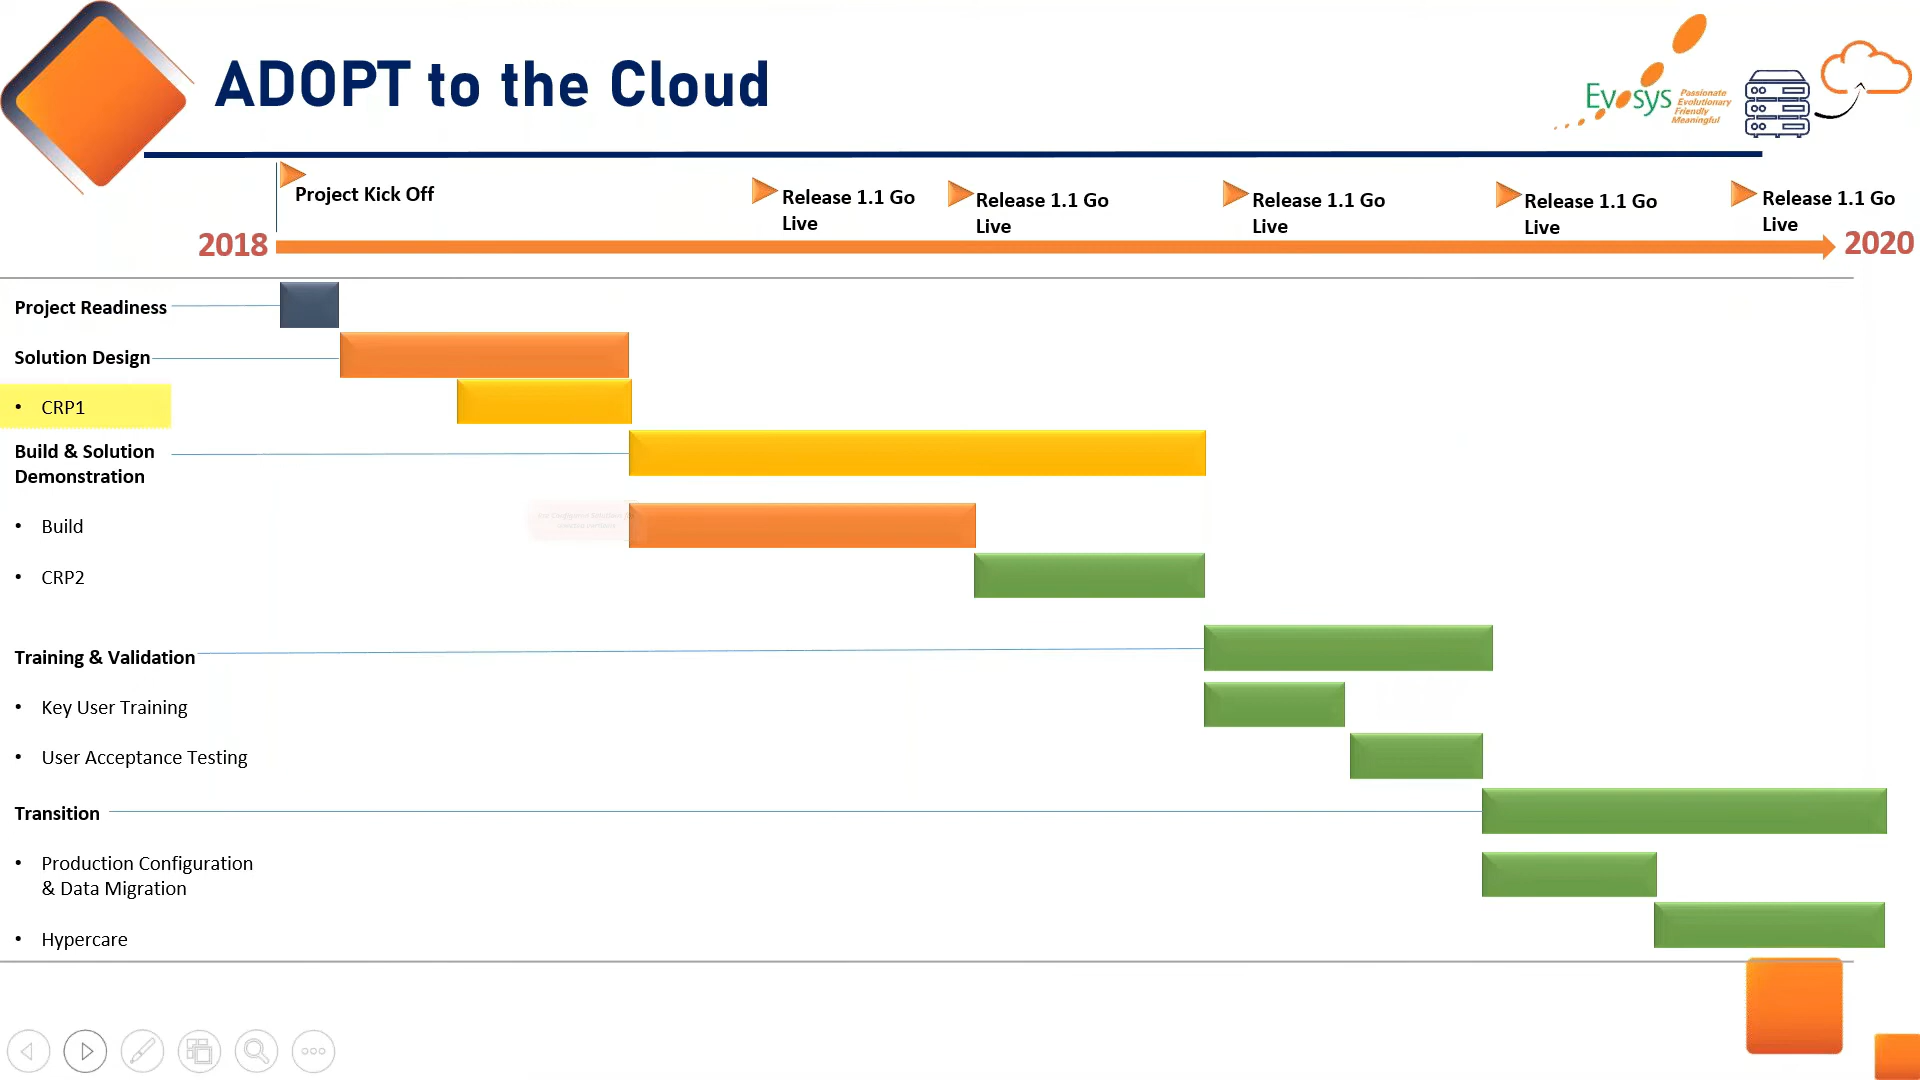 ADOPT to the Cloud
Evosys
Passionate
Evolutionary
Friendly
Meaningful
Project Kick Off
Release 1.1 Go
Live
Release 1.1 Go
Live
Release 1.1 Go
Live
Release 1.1 Go
Live
Release 1.1 Go
Live
2018
2020
Project Readiness
Solution Design
• CRP1
Build & Solution
Demonstration
• Build
• CRP2
Training & Validation
• Key User Training
• User Acceptance Testing
Transition
• Production Configuration
& Data Migration
• Hypercare